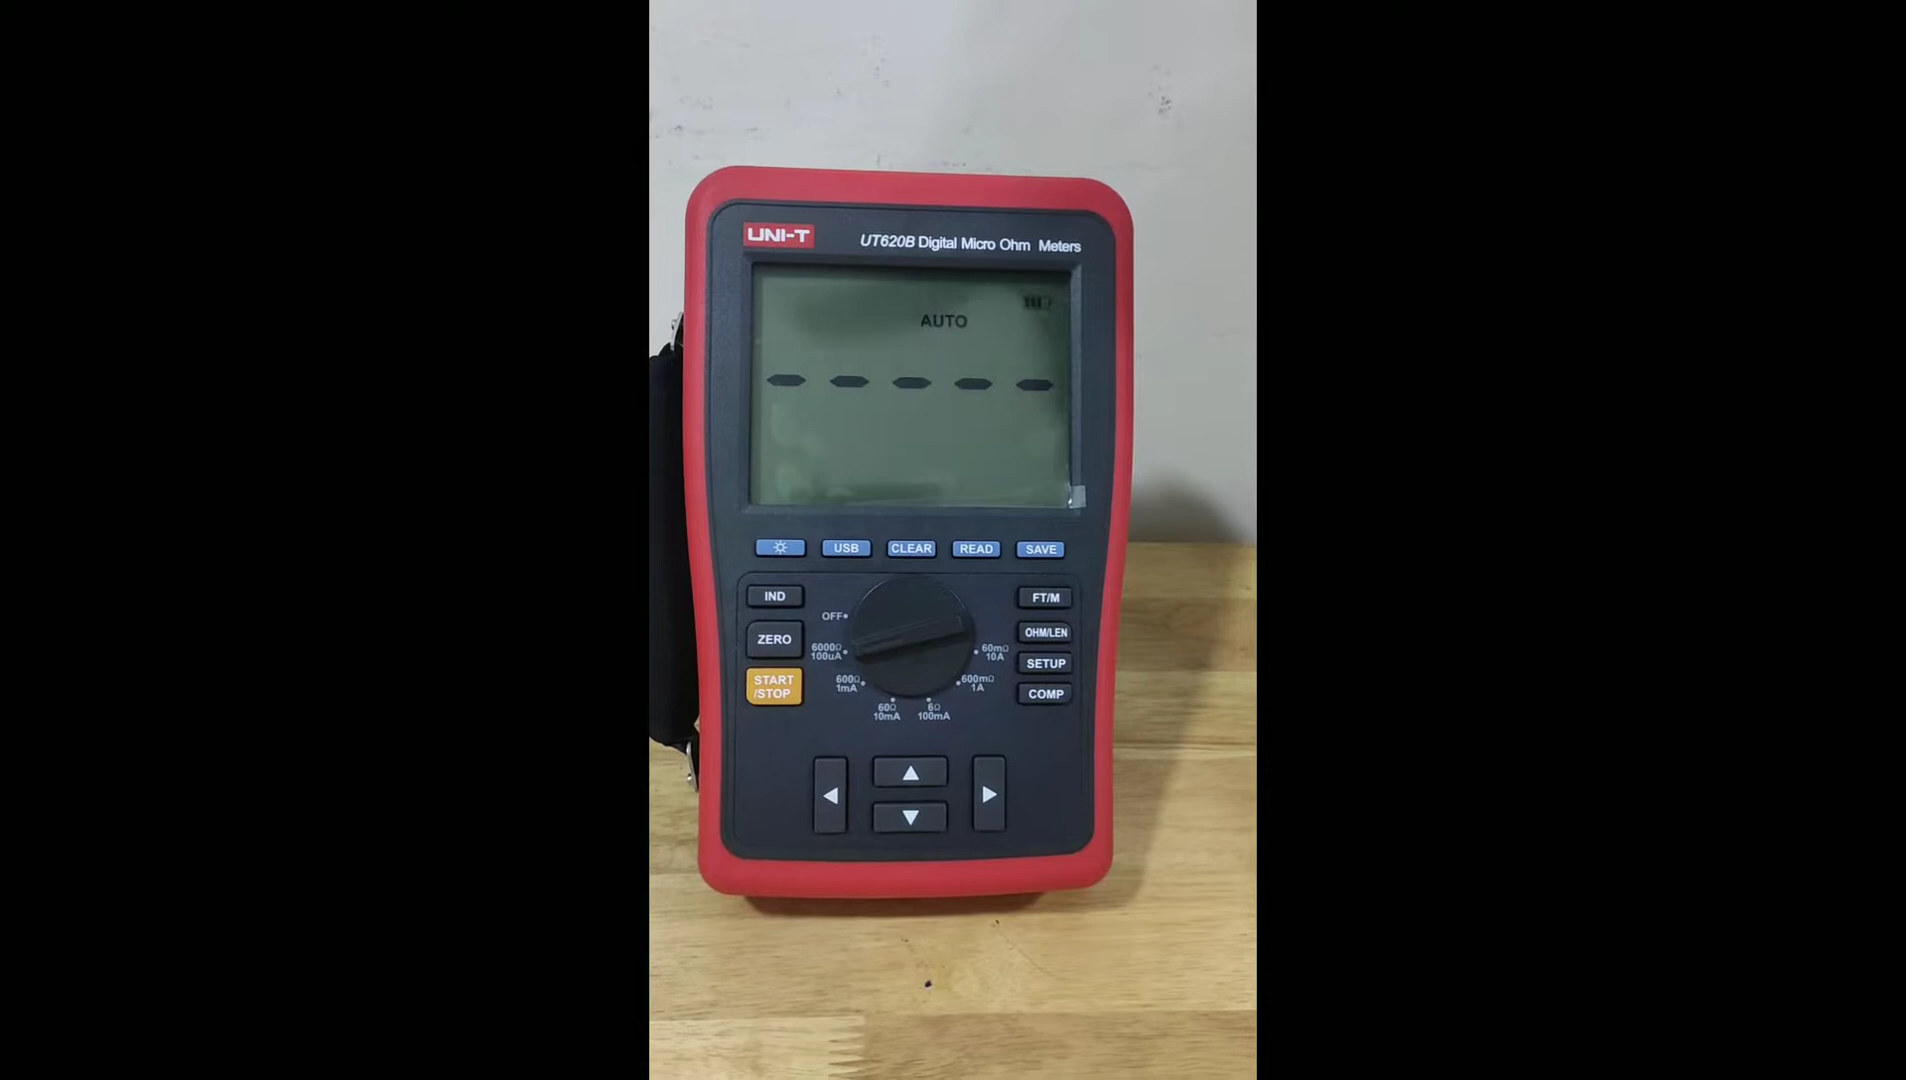 UNI-T
UT620B Digital Micro Ohm Meters
AUTO
USB
CLEAR
READ
SAVE
IND
ZERO
START
/STOP
OFF
6000Ω
100uA
600Ω
1mA
60Ω
10mA
6Ω
100mA
600mΩ
1A
60mΩ
10A
FT/M
OHM/LEN
SETUP
COMP